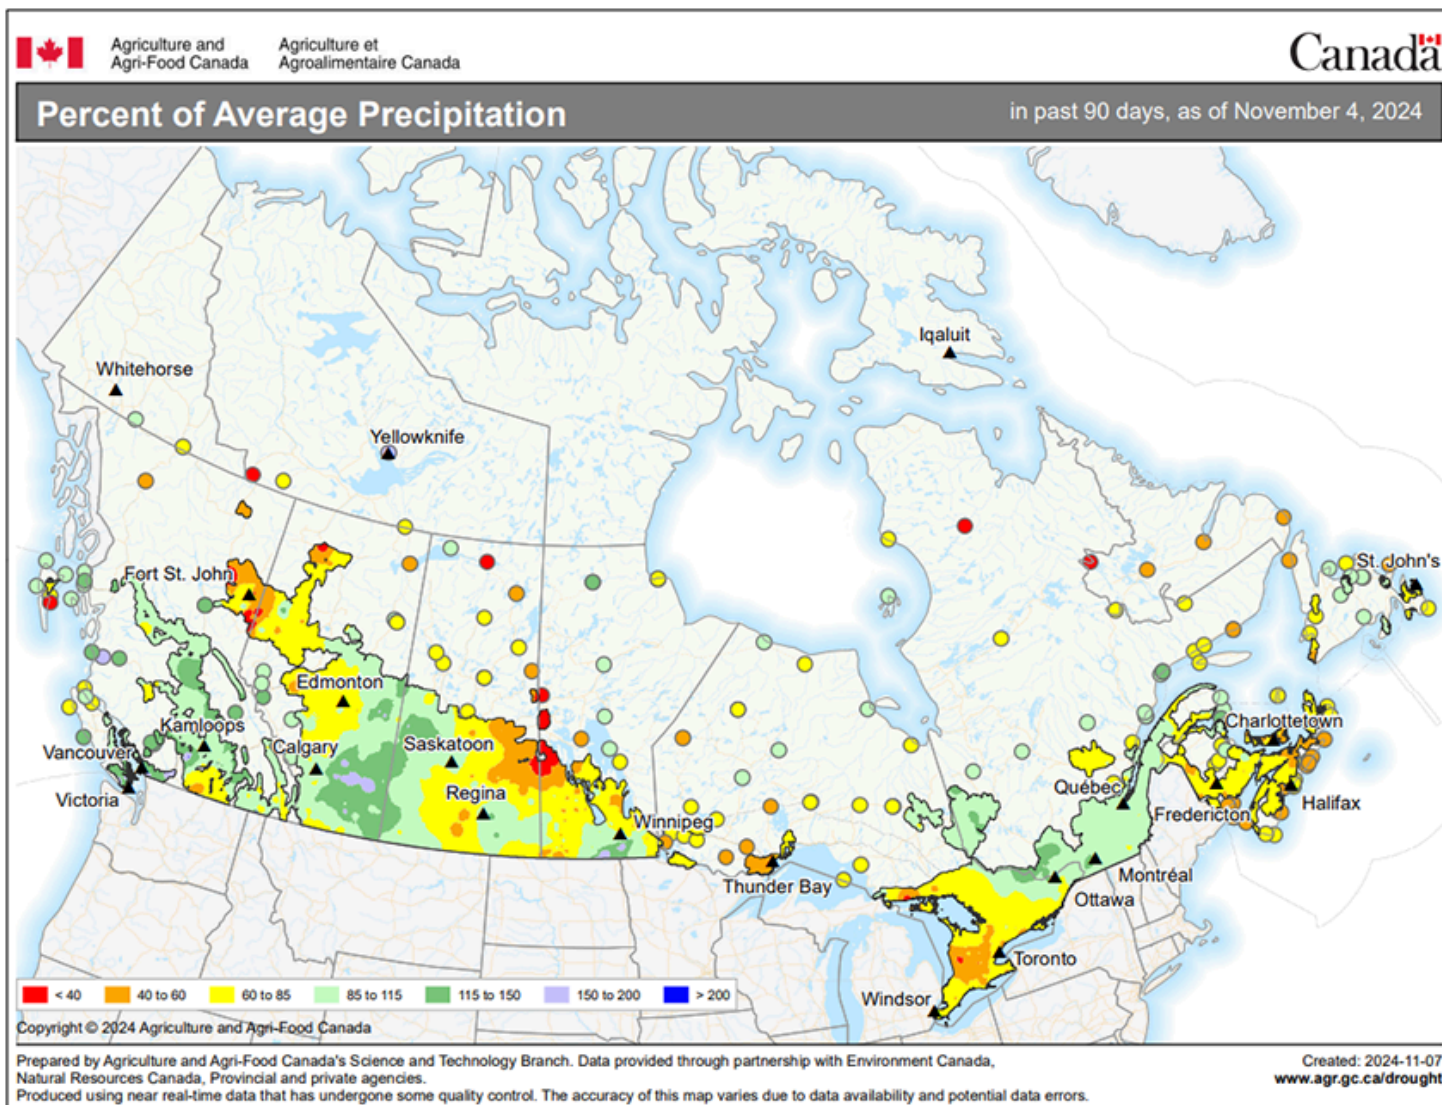 Agriculture and Agriculture et
Agri-Food Canada Agroalimentaire Canada
Canada
Percent of Average Precipitation
in past 90 days, as of November 4, 2024
Iqaluit
Whitehorse
Yellowknife
St. John's
Fort St. John
Edmonton
Kamloops
Charlottetown
Vancouver
Calgary
Saskatoon
Québec
Victoria
Regina
Halifax
Fredericton
Winnipeg
Montréal
Thunder Bay
Ottawa
Toronto
Windsor
< 40 40 to 60 60 to 85 85 to 115 115 to 150 150 to 200 > 200
Copyright © 2024 Agriculture and Agri-Food Canada
Prepared by Agriculture and Agri-Food Canada's Science and Technology Branch. Data provided through partnership with Environment Canada,
Natural Resources Canada, Provincial and private agencies.
Produced using near real-time data that has undergone some quality control. The accuracy of this map varies due to data availability and potential data errors.
Created: 2024-11-07
www.agr.gc.ca/drought